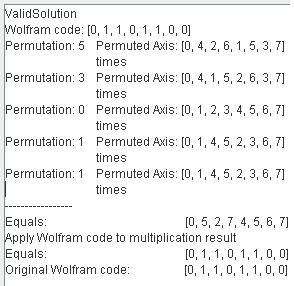 ValidSolution
Wolfram code: [0, 1, 1, 0, 1, 1, 0, 0]
Permutation: 5 Permuted Axis: [0, 4, 2, 6, 1, 5, 3, 7]
times
Permutation: 3 Permuted Axis: [0, 4, 1, 5, 2, 6, 3, 7]
times
Permutation: 0 Permuted Axis: [0, 1, 2, 3, 4, 5, 6, 7]
times
Permutation: 1 Permuted Axis: [0, 1, 4, 5, 2, 3, 6, 7]
times
Permutation: 1 Permuted Axis: [0, 1, 4, 5, 2, 3, 6, 7]
times
-----------------
Equals: [0, 5, 2, 7, 4, 5, 6, 7]
Apply Wolfram code to multiplication result
Equals: [0, 1, 1, 0, 1, 1, 0, 0]
Original Wolfram code: [0, 1, 1, 0, 1, 1, 0, 0]